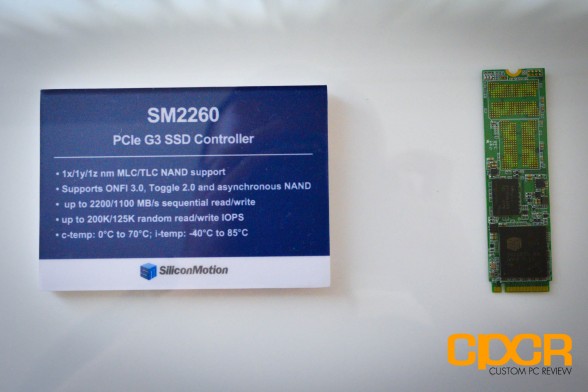 SM2260
PCIe G3 SSD Controller
• 1x/1y/1z nm MLC/TLC NAND support
• Supports ONFI 3.0, Toggle 2.0 and asynchronous NAND
• up to 2200/1100 MB/s sequential read/write
• up to 200K/125K random read/write IOPS
• c-temp: 0°C to 70°C; i-temp: -40°C to 85°C
SiliconMotion
CPCR
CUSTOM PC REVIEW